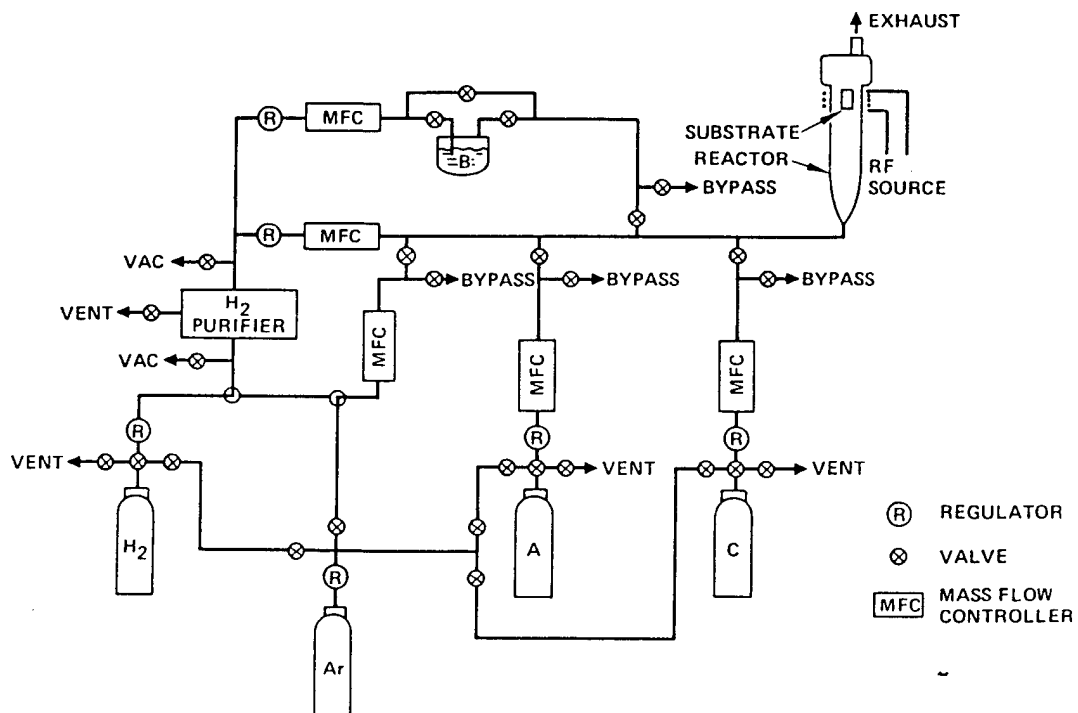 EXHAUST
MFC
R
B
SUBSTRATE
REACTOR
RF
SOURCE
BYPASS
R
MFC
VAC
BYPASS
BYPASS
BYPASS
H2
PURIFIER
VENT
MFC
VAC
MFC
MFC
R
R
R
VENT
VENT
VENT
H2
A
C
R
Ar
R REGULATOR
VALVE
MFC MASS FLOW
CONTROLLER